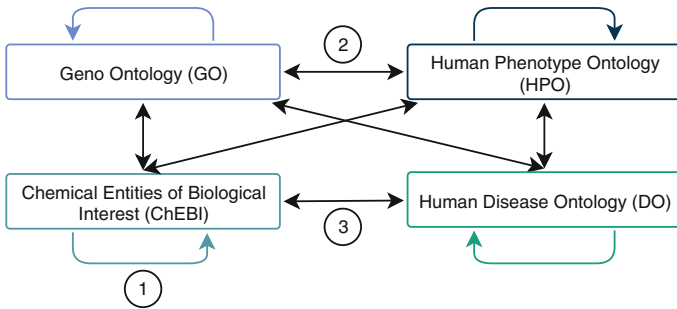 2
Geno Ontology (GO)
Human Phenotype Ontology
(HPO)
Chemical Entities of Biological
Interest (ChEBI)
Human Disease Ontology (DO)
3
1